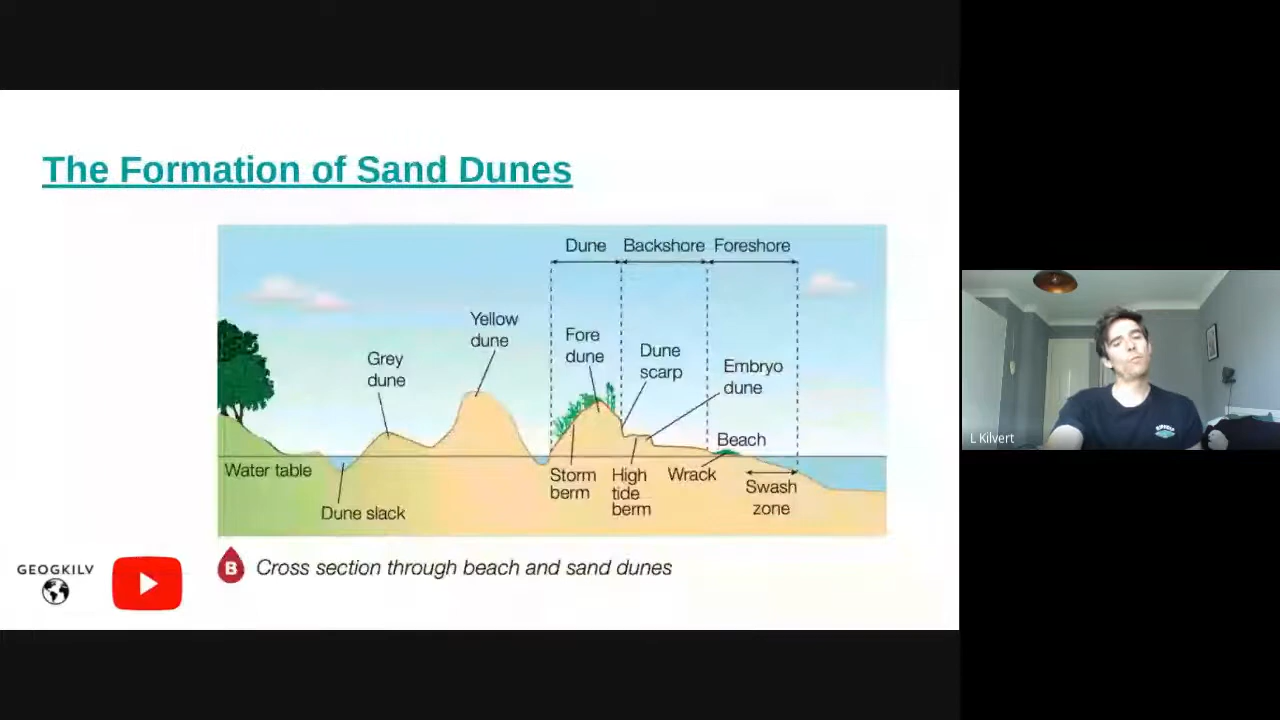 The Formation of Sand Dunes
Dune Backshore Foreshore
Yellow
dune
Fore
dune
Grey
dune
Dune
scarp
Embryo
dune
Beach
Water table
Storm
berm
High
tide
berm
Wrack
Swash
zone
Dune slack
B Cross section through beach and sand dunes
GEOGKILV
L Kilvert